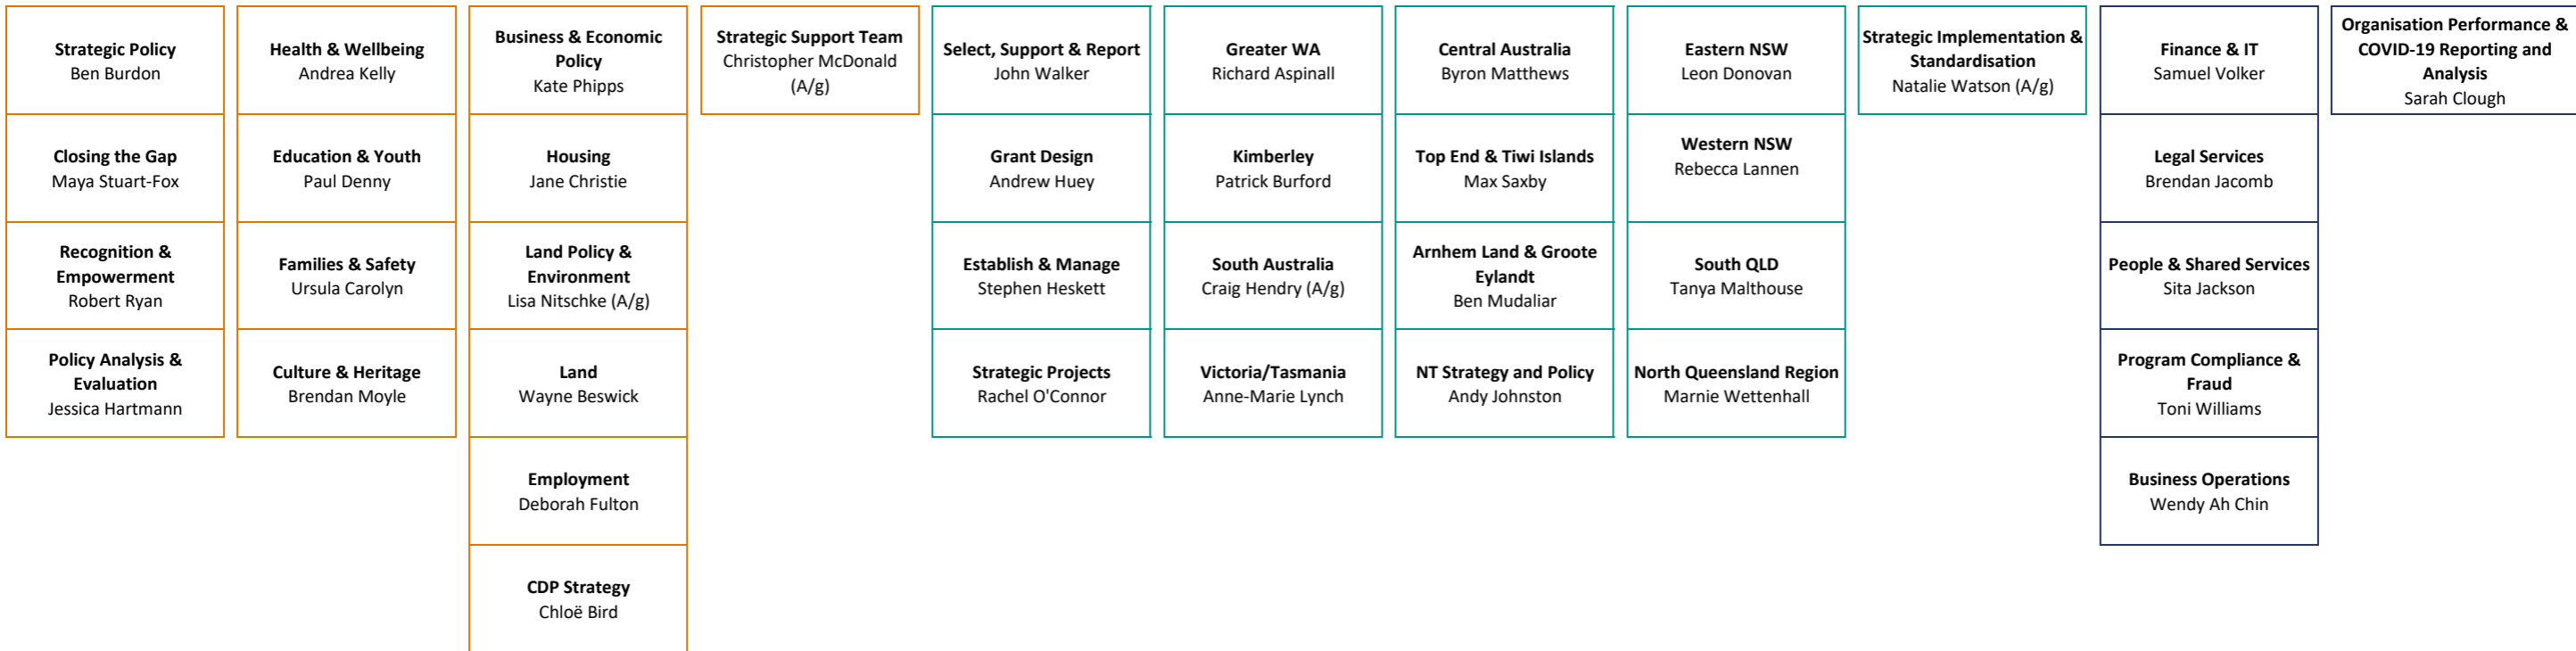 Strategic Policy
Ben Burdon
Closing the Gap
Maya Stuart-Fox
Recognition &
Empowerment
Robert Ryan
Policy Analysis &
Evaluation
Jessica Hartmann
Health & Wellbeing
Andrea Kelly
Education & Youth
Paul Denny
Families & Safety
Ursula Carolyn
Culture & Heritage
Brendan Moyle
Business & Economic
Policy
Kate Phipps
Housing
Jane Christie
Land Policy &
Environment
Lisa Nitschke (A/g)
Land
Wayne Beswick
Employment
Deborah Fulton
CDP Strategy
Chloë Bird
Strategic Support Team
Christopher McDonald
(A/g)
Select, Support & Report
John Walker
Grant Design
Andrew Huey
Establish & Manage
Stephen Heskett
Strategic Projects
Rachel O'Connor
Greater WA
Richard Aspinall
Kimberley
Patrick Burford
South Australia
Craig Hendry (A/g)
Victoria/Tasmania
Anne-Marie Lynch
Central Australia
Byron Matthews
Top End & Tiwi Islands
Max Saxby
Arnhem Land & Groote
Eylandt
Ben Mudaliar
NT Strategy and Policy
Andy Johnston
Eastern NSW
Leon Donovan
Western NSW
Rebecca Lannen
South QLD
Tanya Malthouse
North Queensland Region
Marnie Wettenhall
Strategic Implementation &
Standardisation
Natalie Watson (A/g)
Finance & IT
Samuel Volker
Legal Services
Brendan Jacomb
People & Shared Services
Sita Jackson
Program Compliance &
Fraud
Toni Williams
Business Operations
Wendy Ah Chin
Organisation Performance &
COVID-19 Reporting and
Analysis
Sarah Clough